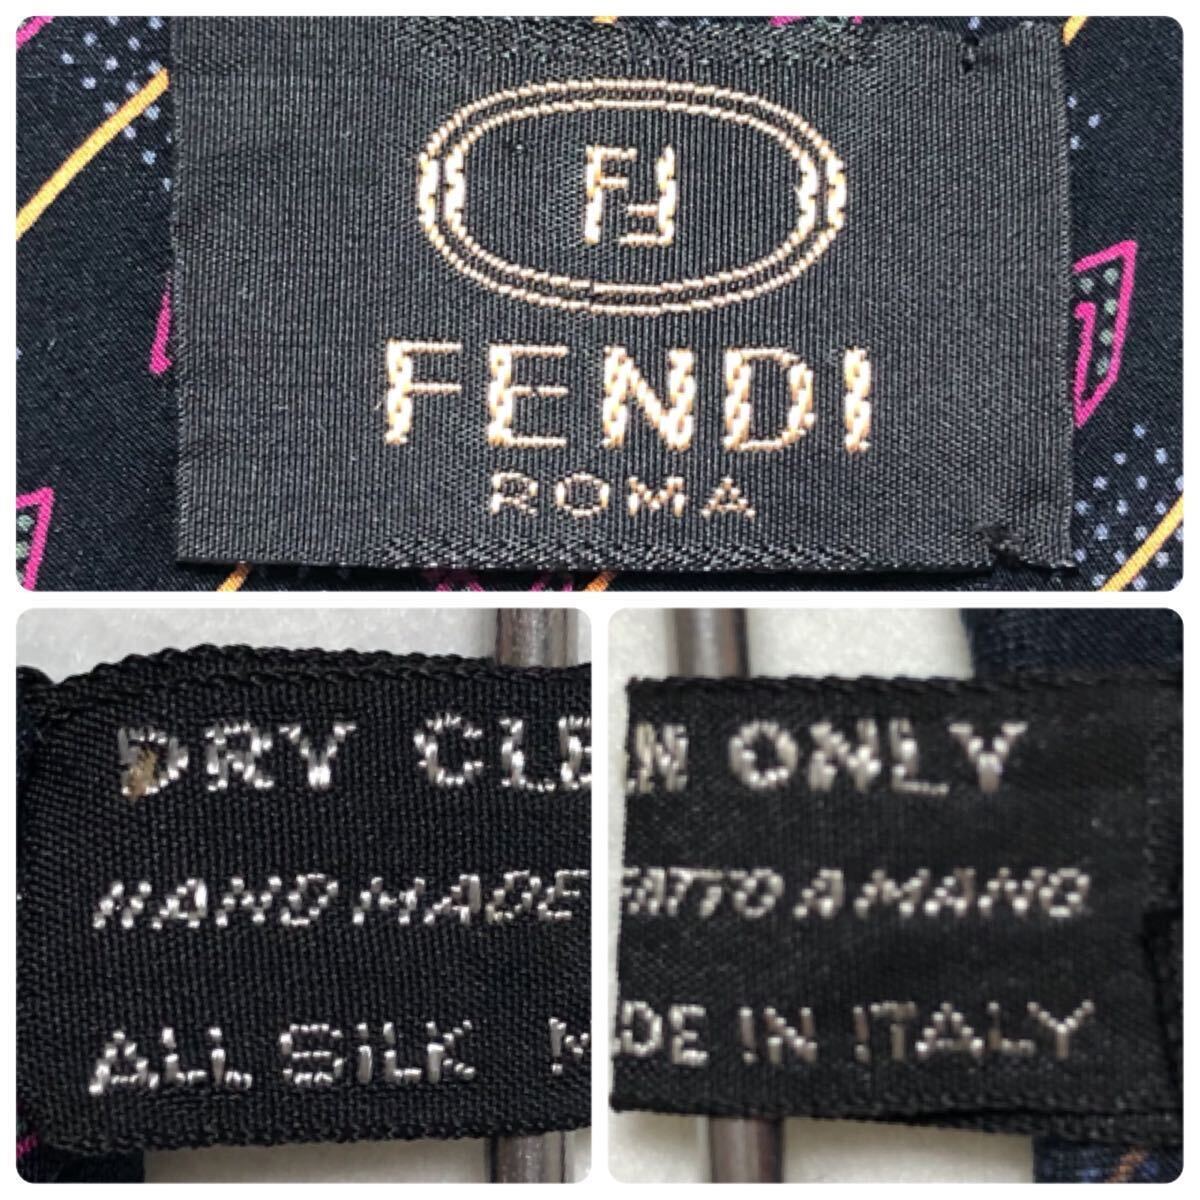 FF
FENDI
ROMA
DRY CLE
HAND MADE
ALL SILK M
N ONLY
FATTO A MANO
DE IN ITALY